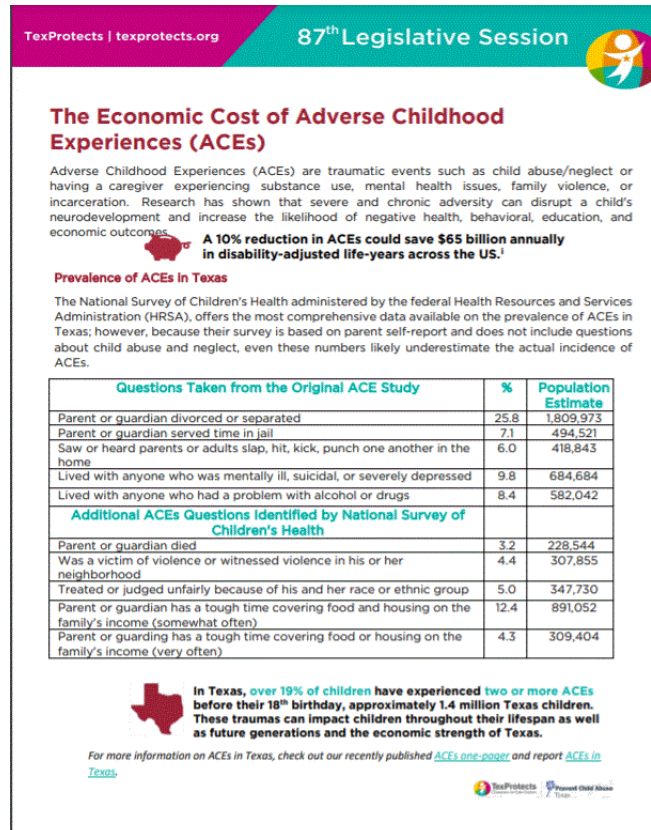 TexProtects | texprotects.org
87th Legislative Session
The Economic Cost of Adverse Childhood
Experiences (ACEs)
Adverse Childhood Experiences (ACEs) are traumatic events such as child abuse/neglect or
having a caregiver experiencing substance use, mental health issues, family violence, or
incarceration. Research has shown that severe and chronic adversity can disrupt a child's
neurodevelopment and increase the likelihood of negative health, behavioral, education, and
economic outcomes.
A 10% reduction in ACEs could save $65 billion annually
in disability-adjusted life-years across the US.i
Prevalence of ACEs in Texas
The National Survey of Children's Health administered by the federal Health Resources and Services
Administration (HRSA), offers the most comprehensive data available on the prevalence of ACEs in
Texas; however, because their survey is based on parent self-report and does not include questions
about child abuse and neglect, even these numbers likely underestimate the actual incidence of
ACEs.
Questions Taken from the Original ACE Study % Population
Estimate
Parent or guardian divorced or separated 25.8 1,809,973
Parent or guardian served time in jail 7.1 494,521
Saw or heard parents or adults slap, hit, kick, punch one another in the 6.0 418,843
home
Lived with anyone who was mentally ill, suicidal, or severely depressed 9.8 684,684
Lived with anyone who had a problem with alcohol or drugs 8.4 582,042
Additional ACEs Questions Identified by National Survey of
Children's Health
Parent or guardian died 3.2 228,544
Was a victim of violence or witnessed violence in his or her 4.4 307,855
neighborhood
Treated or judged unfairly because of his and her race or ethnic group 5.0 347,730
Parent or guardian has a tough time covering food and housing on the 12.4 891,052
family's income (somewhat often)
Parent or guarding has a tough time covering food or housing on the 4.3 309,404
family's income (very often)
In Texas, over 19% of children have experienced two or more ACEs
before their 18th birthday, approximately 1.4 million Texas children.
These traumas can impact children throughout their lifespan as well
as future generations and the economic strength of Texas.
For more information on ACEs in Texas, check out our recently published ACEs one-pager and report ACEs in
Texas.
TexProtects Prevent Child Abuse
Texas